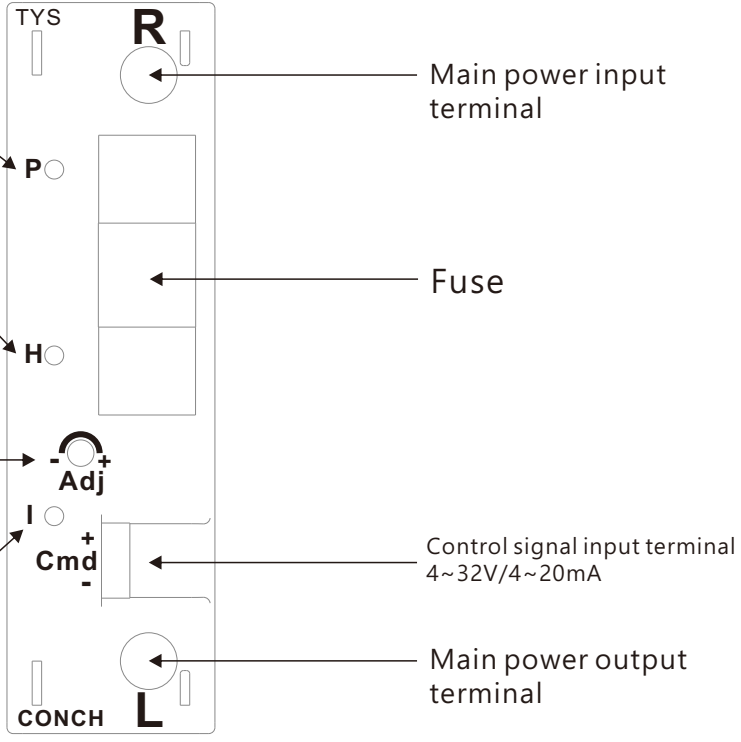 TYS
R
Main power input
terminal
P
Fuse
H
- +
Adj
I
+
Cmd
-
Control signal input terminal
4~32V/4~20mA
Main power output
terminal
CONCH
L